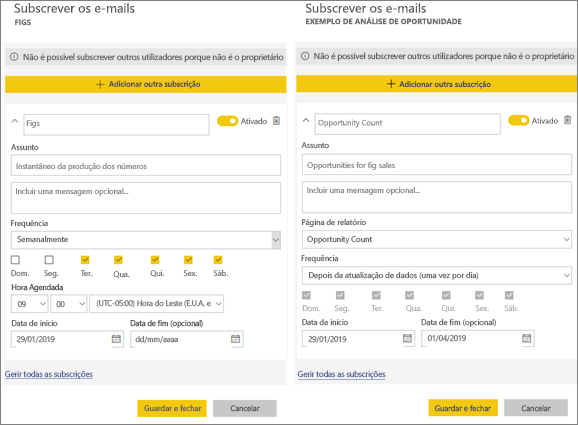 Subscrever os e-mails
FIGS
Não é possível subscrever outros utilizadores porque não é o proprietário
+ Adicionar outra subscrição
Figs
Ativado
Assunto
Instantâneo da produção dos números
Incluir uma mensagem opcional...
Frequência
Semanalmente
Dom. Seg. Ter. Qua. Qui. Sex. Sáb.
Hora Agendada
09 00 (UTC-05:00) Hora do Leste (E.U.A. e
Data de início Data de fim (opcional)
29/01/2019 dd/mm/aaaa
Gerir todas as subscrições
Guardar e fechar Cancelar
Subscrever os e-mails
EXEMPLO DE ANÁLISE DE OPORTUNIDADE
Não é possível subscrever outros utilizadores porque não é o proprietário
+ Adicionar outra subscrição
Opportunity Count
Ativado
Assunto
Opportunities for fig sales
Incluir uma mensagem opcional...
Página de relatório
Opportunity Count
Frequência
Depois da atualização de dados (uma vez por dia)
Dom. Seg. Ter. Qua. Qui. Sex. Sáb.
Data de início Data de fim (opcional)
29/01/2019 01/04/2019
Gerir todas as subscrições
Guardar e fechar Cancelar